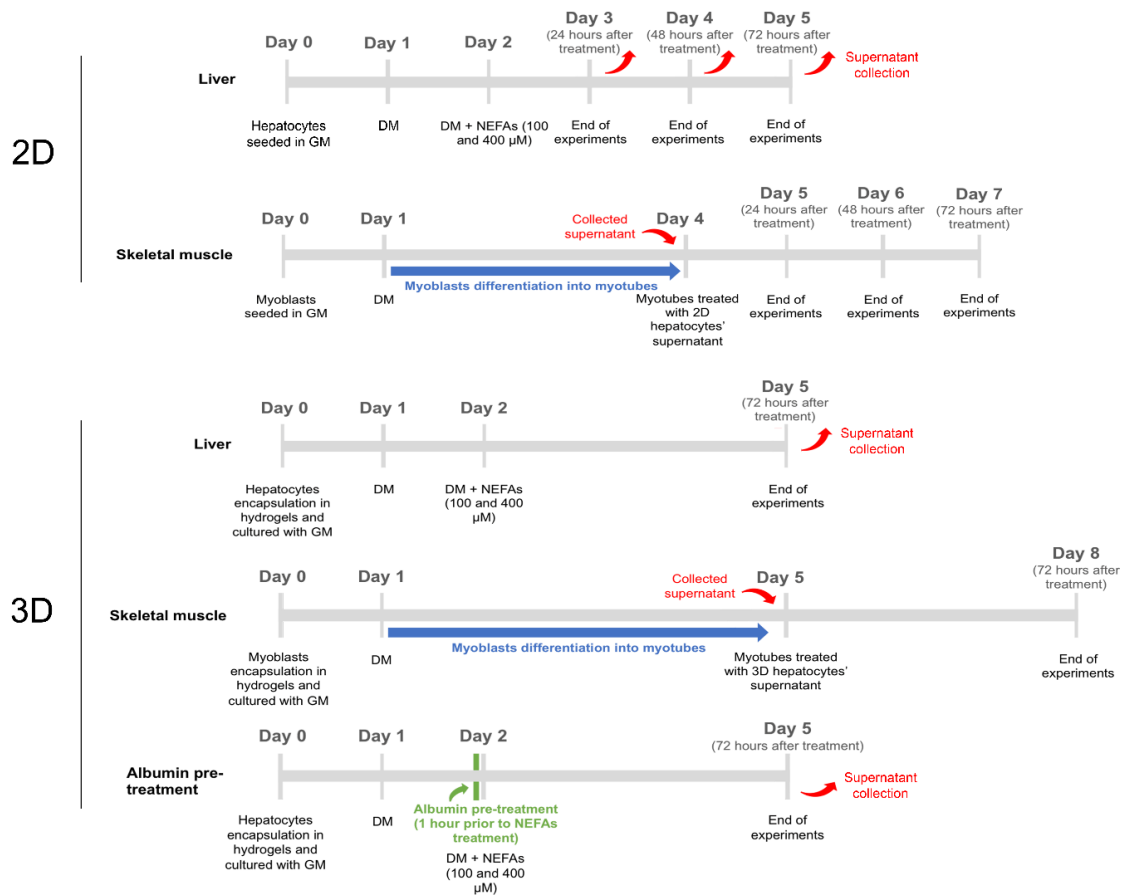 2D
Liver
Day 0
Day 1
Day 2
Day 3
(24 hours after
treatment)
Day 4
(48 hours after
treatment)
Day 5
(72 hours after
treatment)
Supernatant
collection
Hepatocytes
seeded in GM
DM
DM + NEFAs (100
and 400 µM)
End of
experiments
End of
experiments
End of
experiments
Skeletal muscle
Day 0
Day 1
Collected
supernatant
Day 4
Day 5
(24 hours after
treatment)
Day 6
(48 hours after
treatment)
Day 7
(72 hours after
treatment)
Myoblasts differentiation into myotubes
Myoblasts
seeded in GM
DM
Myotubes treated
with 2D
hepatocytes’
supernatant
End of
experiments
End of
experiments
End of
experiments
3D
Liver
Day 0
Day 1
Day 2
Day 5
(72 hours after
treatment)
Supernatant
collection
Hepatocytes
encapsulation in
hydrogels and
cultured with GM
DM
DM + NEFAs
(100 and 400
µM)
End of
experiments
Skeletal muscle
Day 0
Day 1
Collected
supernatant
Day 5
Day 8
(72 hours after
treatment)
Myoblasts differentiation into myotubes
Myoblasts
encapsulation in
hydrogels and
cultured with GM
DM
Myotubes treated
with 3D hepatocytes’
supernatant
End of
experiments
Albumin pre-
treatment
Day 0
Day 1
Day 2
Day 5
(72 hours after treatment)
Supernatant
collection
Hepatocytes
encapsulation in
hydrogels and
cultured with GM
DM
Albumin pre-treatment
(1 hour prior to NEFAs
treatment)
DM + NEFAs
(100 and 400
µM)
End of
experiments